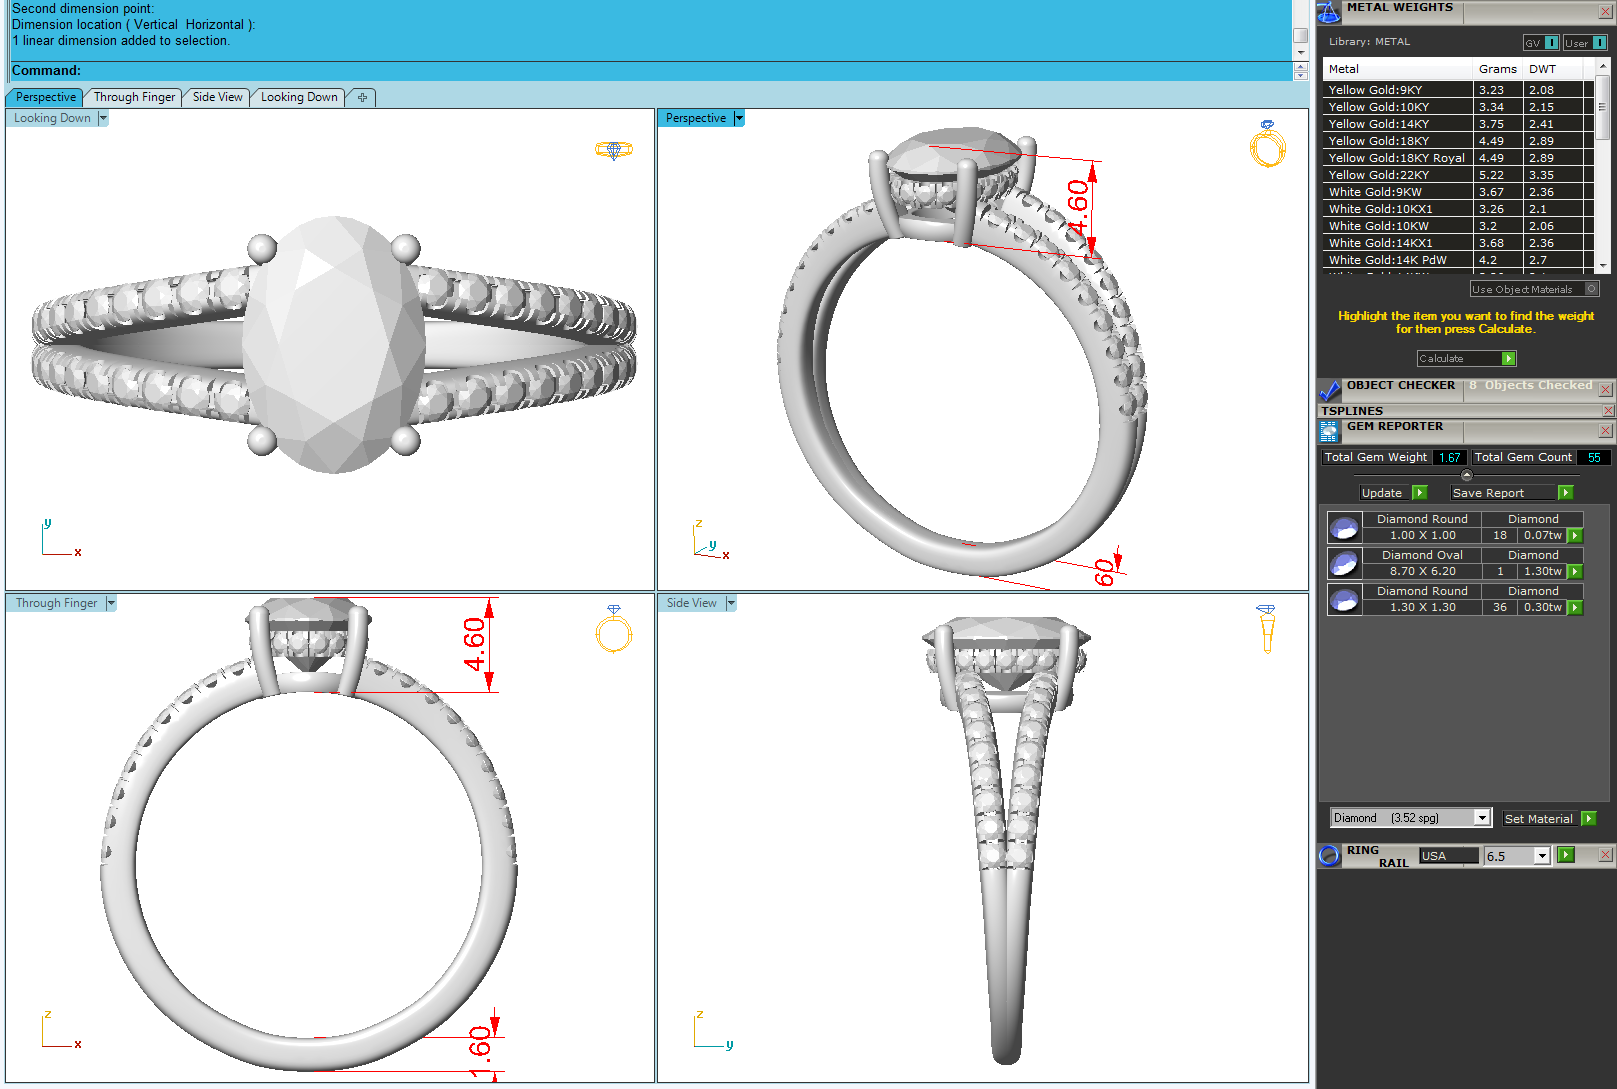 Second dimension point:
Dimension location ( Vertical  Horizontal ):
1 linear dimension added to selection.
Command:
Perspective
Through Finger
Side View
Looking Down
Looking Down
Perspective
4.60
60
z
y
x
y
x
Through Finger
4.60
1.60
z
x
Side View
z
y
METAL WEIGHTS
Library: METAL
GV
User
Metal Grams DWT
Yellow Gold:9KY 3.23 2.08
Yellow Gold:10KY 3.34 2.15
Yellow Gold:14KY 3.75 2.41
Yellow Gold:18KY 4.49 2.89
Yellow Gold:18KY Royal 4.49 2.89
Yellow Gold:22KY 5.22 3.35
White Gold:9KW 3.67 2.36
White Gold:10KX1 3.26 2.1
White Gold:10KW 3.2 2.06
White Gold:14KX1 3.68 2.36
White Gold:14K PdW 4.2 2.7
Use Object Materials
Highlight the item you want to find the weight
for then press Calculate.
Calculate
OBJECT CHECKER 8 Objects Checked
TSPLINES
GEM REPORTER
Total Gem Weight 1.67 Total Gem Count 55
Update Save Report
Diamond Round Diamond
1.00 X 1.00 18 0.07tw
Diamond Oval Diamond
8.70 X 6.20 1 1.30tw
Diamond Round Diamond
1.30 X 1.30 36 0.30tw
Diamond (3.52 spg) Set Material
RING
RAIL USA 6.5